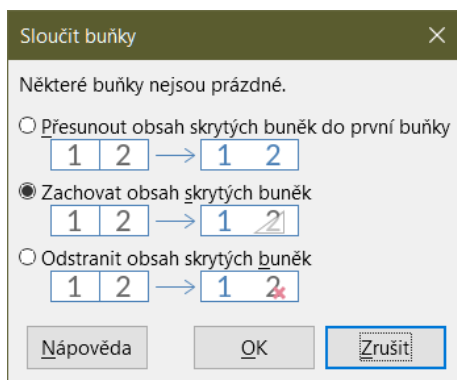 Sloučit buňky
Některé buňky nejsou prázdné.
Přesunout obsah skrytých buněk do první buňky
1 2 → 1 2
Zachovat obsah skrytých buněk
1 2 → 1 2
Odstranit obsah skrytých buněk
1 2 → 1 2
Nápověda OK Zrušit